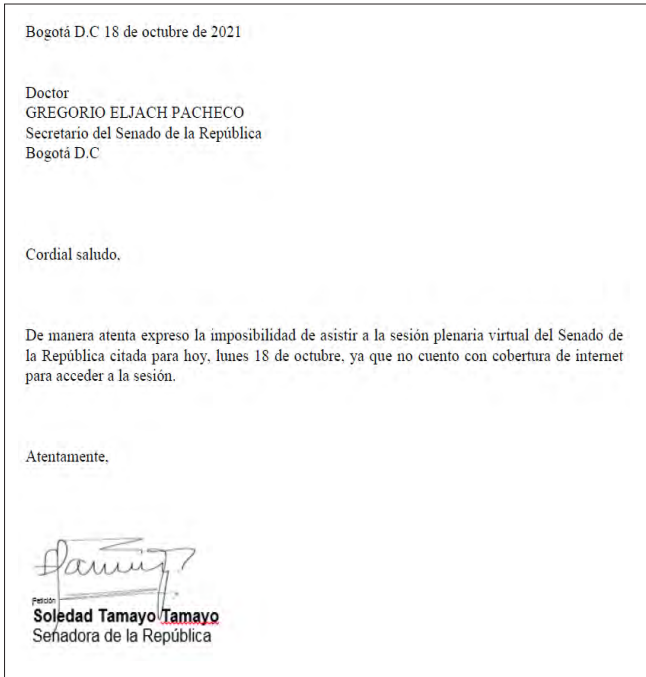 Bogotá D.C 18 de octubre de 2021
Doctor
GREGORIO ELJACH PACHECO
Secretario del Senado de la República
Bogotá D.C
Cordial saludo,
De manera atenta expreso la imposibilidad de asistir a la sesión plenaria virtual del Senado de
la República citada para hoy, lunes 18 de octubre, ya que no cuento con cobertura de internet
para acceder a la sesión.
Atentamente,
Petición
Soledad Tamayo Tamayo
Senadora de la República